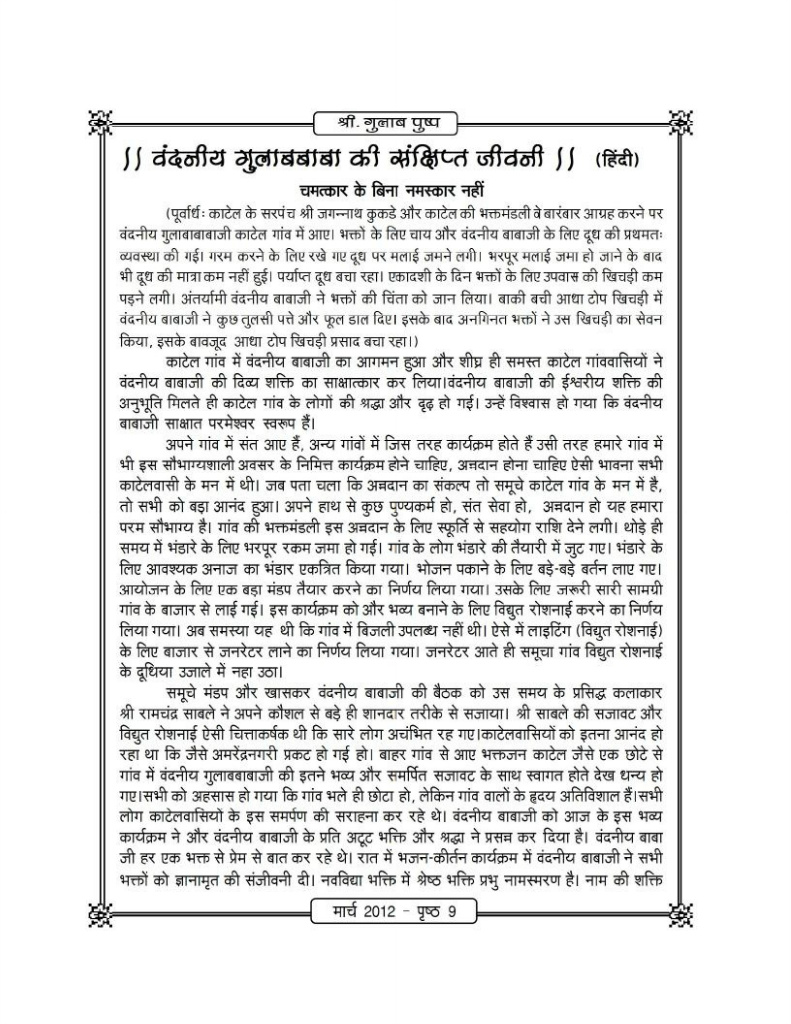 श्री. गुलाब पुष्प
|| वंदनीय गुलाबबाबा की संक्षिप्त जीवनी || (हिंदी)
चमत्कार के बिना नमस्कार नहीं
(पूर्वार्धः काटेल के सरपंच श्री जगन्नाथ कुकडे और काटेल की भक्तमंडली वे बारंबार आग्रह करने पर
वंदनीय गुलाबाबाबाजी काटेल गांव में आए। भक्तों के लिए चाय और वंदनीय बाबाजी के लिए दूध की प्रथमतः
व्यवस्था की गई। गरम करने के लिए रखे गए दूध पर मलाई जमने लगी। भरपूर मलाई जमा हो जाने के बाद
भी दूध की मात्रा कम नहीं हुई। पर्याप्त दूध बचा रहा। एकादशी के दिन भक्तों के लिए उपवास की खिचड़ी कम
पड़ने लगी। अंतर्यामी वंदनीय बाबाजी ने भक्तों की चिंता को जान लिया। बाकी बची आधा टोप खिचड़ी में
वंदनीय बाबाजी ने कुछ तुलसी पत्ते और फूल डाल दिए। इसके बाद अनगिनत भक्तों ने उस खिचड़ी का सेवन
किया, इसके बावजूद आधा टोप खिचड़ी प्रसाद बचा रहा।)
काटेल गांव में वंदनीय बाबाजी का आगमन हुआ और शीघ्र ही समस्त काटेल गांववासियों ने
वंदनीय बाबाजी की दिव्य शक्ति का साक्षात्कार कर लिया।वंदनीय बाबाजी की ईश्वरीय शक्ति की
अनुभूति मिलते ही काटेल गांव के लोगों की श्रद्धा और दृढ़ हो गई। उन्हें विश्वास हो गया कि वंदनीय
बाबाजी साक्षात परमेश्वर स्वरूप हैं।
अपने गांव में संत आए हैं, अन्य गांवों में जिस तरह कार्यक्रम होते हैं उसी तरह हमारे गांव में
भी इस सौभाग्यशाली अवसर के निमित्त कार्यक्रम होने चाहिए, अन्नदान होना चाहिए ऐसी भावना सभी
काटेलवासी के मन में थी। जब पता चला कि अन्नदान का संकल्प तो समूचे काटेल गांव के मन में है,
तो सभी को बड़ा आनंद हुआ। अपने हाथ से कुछ पुण्यकर्म हो, संत सेवा हो, अन्नदान हो यह हमारा
परम सौभाग्य है। गांव की भक्तमंडली इस अन्नदान के लिए स्फूर्ति से सहयोग राशि देने लगी। थोड़े ही
समय में भंडारे के लिए भरपूर रकम जमा हो गई। गांव के लोग भंडारे की तैयारी में जुट गए। भंडारे के
लिए आवश्यक अनाज का भंडार एकत्रित किया गया। भोजन पकाने के लिए बड़े-बड़े बर्तन लाए गए।
आयोजन के लिए एक बड़ा मंडप तैयार करने का निर्णय लिया गया। उसके लिए जरूरी सारी सामग्री
गांव के बाजार से लाई गई। इस कार्यक्रम को और भव्य बनाने के लिए विद्युत रोशनाई करने का निर्णय
लिया गया। अब समस्या यह थी कि गांव में बिजली उपलब्ध नहीं थी। ऐसे में लाइटिंग (विद्युत रोशनाई)
के लिए बाजार से जनरेटर लाने का निर्णय लिया गया। जनरेटर आते ही समूचा गांव विद्युत रोशनाई
के दूधिया उजाले में नहा उठा।
समूचे मंडप और खासकर वंदनीय बाबाजी की बैठक को उस समय के प्रसिद्ध कलाकार
श्री रामचंद्र साबले ने अपने कौशल से बड़े ही शानदार तरीके से सजाया। श्री साबले की सजावट और
विद्युत रोशनाई ऐसी चित्ताकर्षक थी कि सारे लोग अचंभित रह गए।काटेलवासियों को इतना आनंद हो
रहा था कि जैसे अमरेंद्रनगरी प्रकट हो गई हो। बाहर गांव से आए भक्तजन काटेल जैसे एक छोटे से
गांव में वंदनीय गुलाबबाबाजी की इतने भव्य और समर्पित सजावट के साथ स्वागत होते देख धन्य हो
गए।सभी को अहसास हो गया कि गांव भले ही छोटा हो, लेकिन गांव वालों के हृदय अतिविशाल हैं।सभी
लोग काटेलवासियों के इस समर्पण की सराहना कर रहे थे। वंदनीय बाबाजी को आज के इस भव्य
कार्यक्रम ने और वंदनीय बाबाजी के प्रति अटूट भक्ति और श्रद्धा ने प्रसन्न कर दिया है। वंदनीय बाबा
जी हर एक भक्त से प्रेम से बात कर रहे थे। रात में भजन-कीर्तन कार्यक्रम में वंदनीय बाबाजी ने सभी
भक्तों को ज्ञानामृत की संजीवनी दी। नवविद्या भक्ति में श्रेष्ठ भक्ति प्रभु नामस्मरण है। नाम की शक्ति
मार्च 2012 - पृष्ठ 9